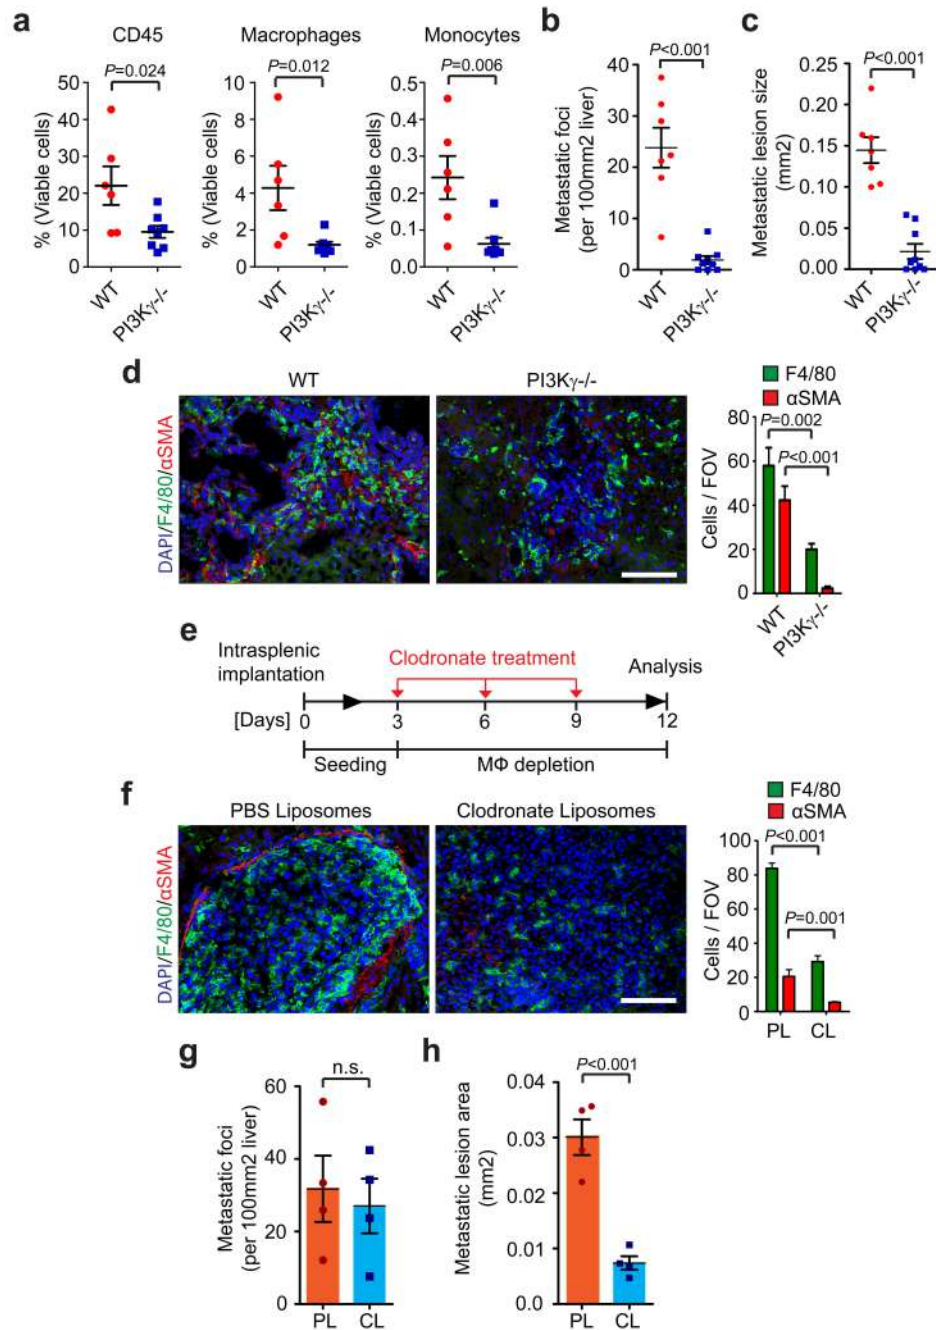 a
CD45
Macrophages
Monocytes
P=0.024
P=0.012
P=0.006
% (Viable cells)
50
40
30
20
10
0
WT
PI3Kγ-/-
% (Viable cells)
10
8
6
4
2
0
WT
PI3Kγ-/-
% (Viable cells)
0.5
0.4
0.3
0.2
0.1
0.0
WT
PI3Kγ-/-
b
P<0.001
Metastatic foci
(per 100mm2 liver)
40
30
20
10
0
WT
PI3Kγ-/-
c
P<0.001
Metastatic lesion size
(mm2)
0.25
0.20
0.15
0.10
0.05
0.00
WT
PI3Kγ-/-
d
WT
PI3Kγ-/-
DAPI/F4/80/αSMA
F4/80
αSMA
P=0.002
P<0.001
Cells / FOV
80
60
40
20
0
WT
PI3Kγ-/-
e
Intrasplenic
implantation
Clodronate treatment
Analysis
[Days] 0 3 6 9 12
Seeding
MΦ depletion
f
PBS Liposomes
Clodronate Liposomes
DAPI/F4/80/αSMA
F4/80
αSMA
P<0.001
P=0.001
Cells / FOV
100
80
60
40
20
0
PL CL
g
n.s.
Metastatic foci
(per 100mm2 liver)
60
40
20
0
PL CL
h
P<0.001
Metastatic lesion area
(mm2)
0.04
0.03
0.02
0.01
0.0
PL CL